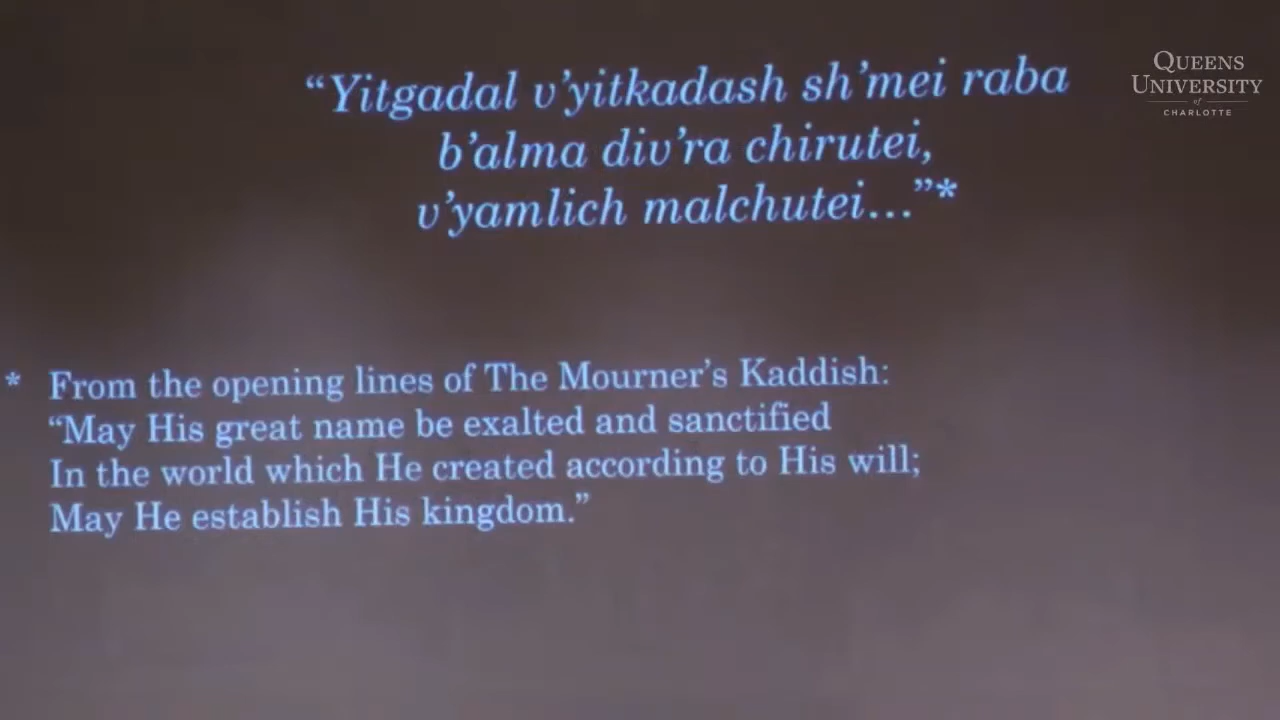 “Yitgadal v’yitkadash sh’mei raba
b’alma div’ra chirutei,
v’yamlich malchutei...”*
* From the opening lines of The Mourner’s Kaddish:
“May His great name be exalted and sanctified
In the world which He created according to His will;
May He establish His kingdom.”
QUEENS
UNIVERSITY
of
CHARLOTTE